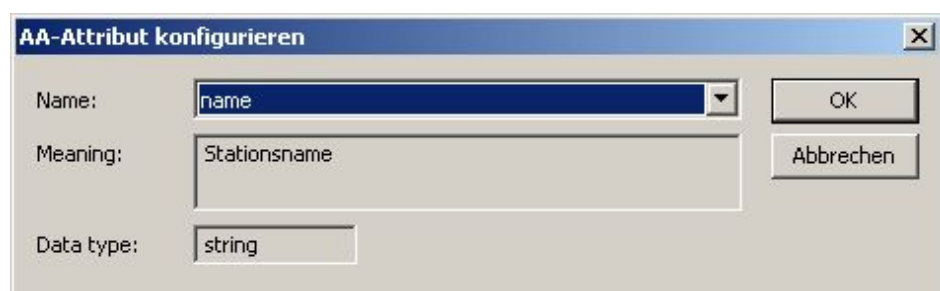 AA-Attribut konfigurieren
Name: name OK
Meaning: Stationsname Abbrechen
Data type: string